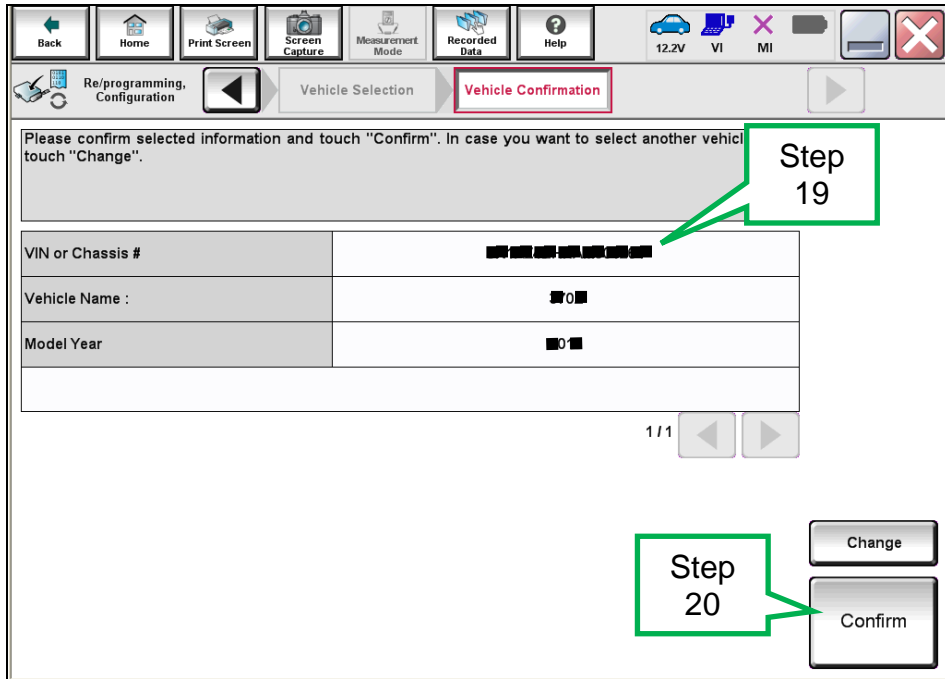 Back
Home
Print Screen
Screen
Capture
Measurement
Mode
Recorded
Data
Help
12.2V
VI
MI
Re/programming,
Configuration
Vehicle Selection
Vehicle Confirmation
Please confirm selected information and touch "Confirm". In case you want to select another vehicl
touch "Change".
Step
19
VIN or Chassis #
Vehicle Name :
Model Year
1/1
Change
Step
20
Confirm